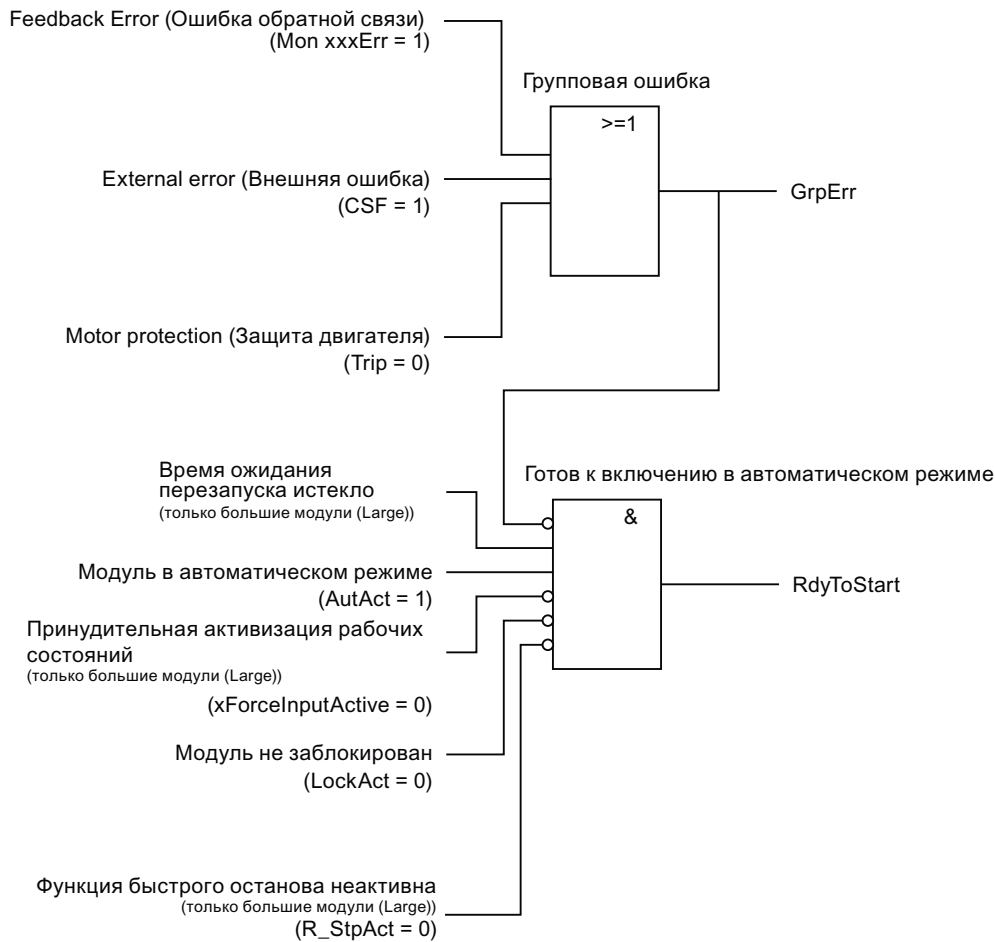 Feedback Error (Ошибка обратной связи)
(Mon xxxErr = 1)
Групповая ошибка
>=1
External error (Внешняя ошибка)
(CSF = 1)
GrpErr
Motor protection (Защита двигателя)
(Trip = 0)
Время ожидания
перезапуска истекло
(только большие модули (Large))
Готов к включению в автоматическом режиме
&
Модуль в автоматическом режиме
(AutAct = 1)
RdyToStart
Принудительная активизация рабочих
состояний
(только большие модули (Large))
(xForceInputActive = 0)
Модуль не заблокирован
(LockAct = 0)
Функция быстрого останова неактивна
(только большие модули (Large))
(R_StpAct = 0)